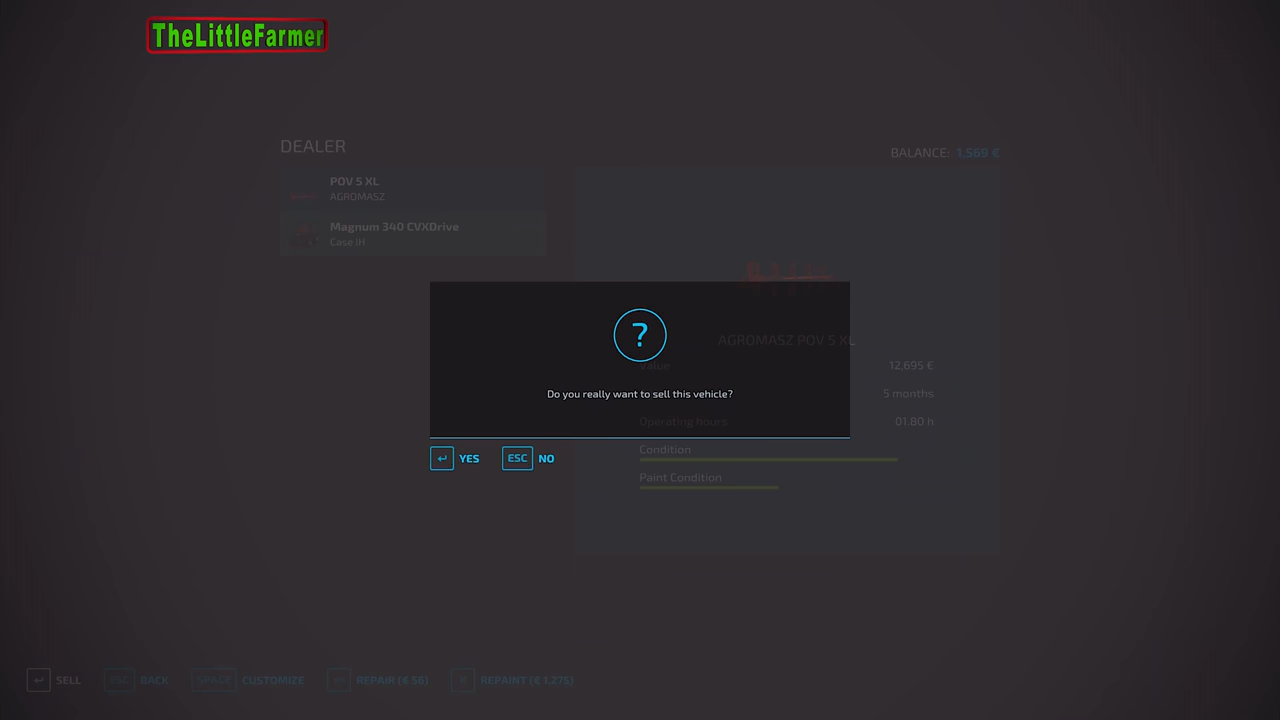 TheLittleFarmer
DEALER
BALANCE: 1,569 €
POV 5 XL
AGROMASZ
Magnum 340 CVXDrive
Case IH
?
AGROMASZ POV 5 XL
Value 12,695 €
Do you really want to sell this vehicle?
5 months
Operating hours 01.80 h
Condition
YES ESC NO
Paint Condition
SELL ESC BACK SPACE CUSTOMIZE REPAIR (€ 56) X REPAINT (€ 1,275)